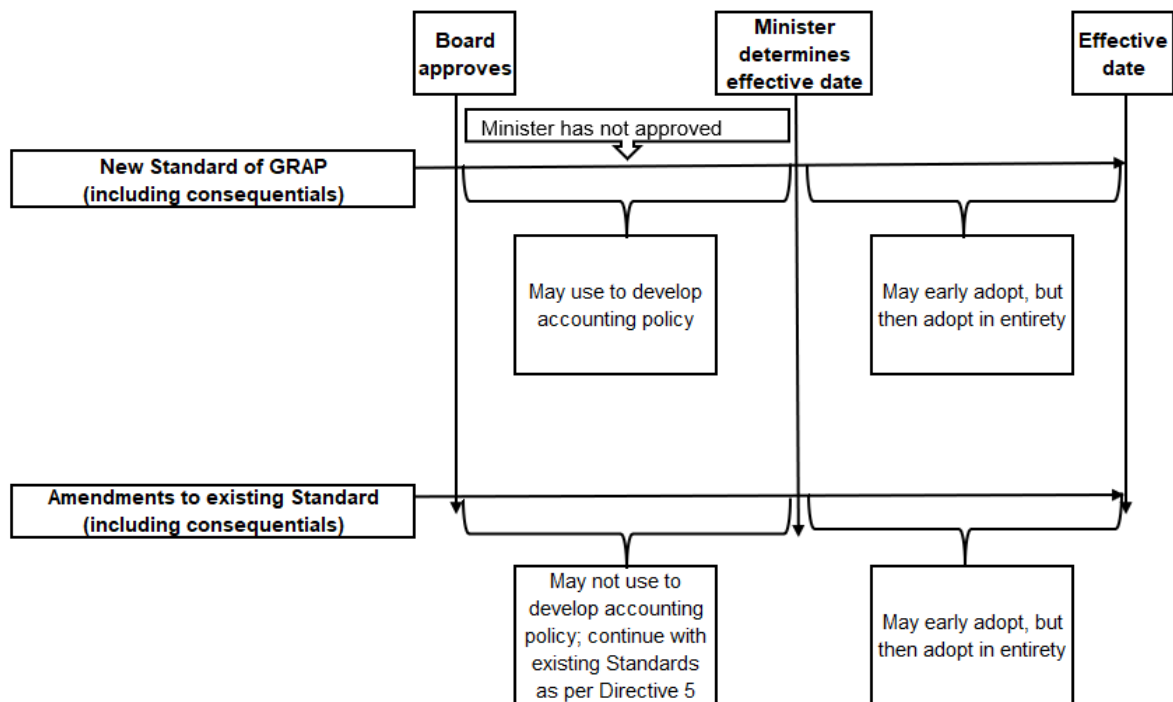 Board
approves
Minister
determines
effective date
Effective
date
Minister has not approved
New Standard of GRAP
(including consequentials)
May use to develop
accounting policy
May early adopt, but
then adopt in entirety
Amendments to existing Standard
(including consequentials)
May not use to
develop accounting
policy; continue with
existing Standards
as per Directive 5
May early adopt, but
then adopt in entirety